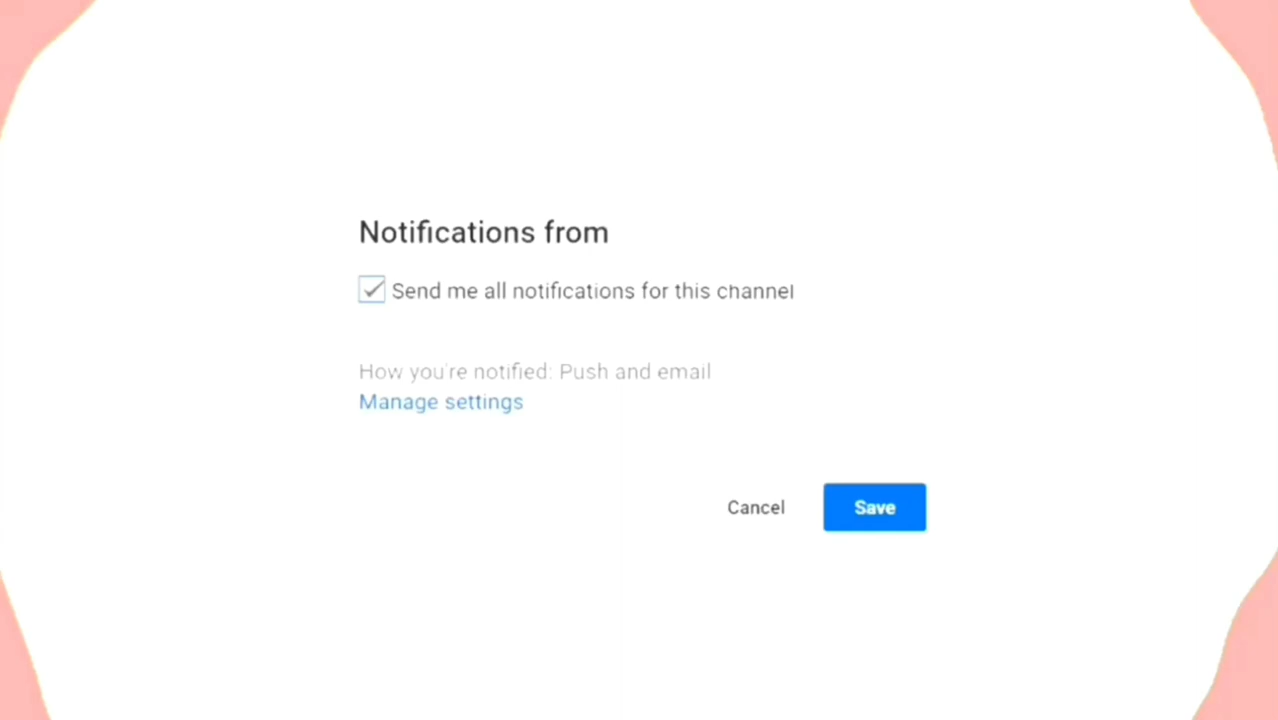 Notifications from
Send me all notifications for this channel
How you're notified: Push and email
Manage settings
Cancel
Save